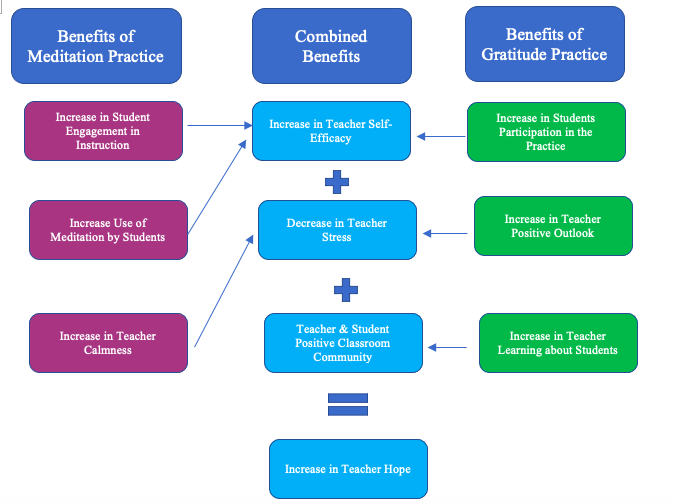 Benefits of
Meditation Practice
Combined
Benefits
Benefits of
Gratitude Practice
Increase in Student
Engagement in
Instruction
Increase in Teacher Self-
Efficacy
Increase in Students
Participation in the
Practice
Increase Use of
Meditation by Students
Decrease in Teacher
Stress
Increase in Teacher
Positive Outlook
Increase in Teacher
Calmness
Teacher & Student
Positive Classroom
Community
Increase in Teacher
Learning about Students
Increase in Teacher Hope